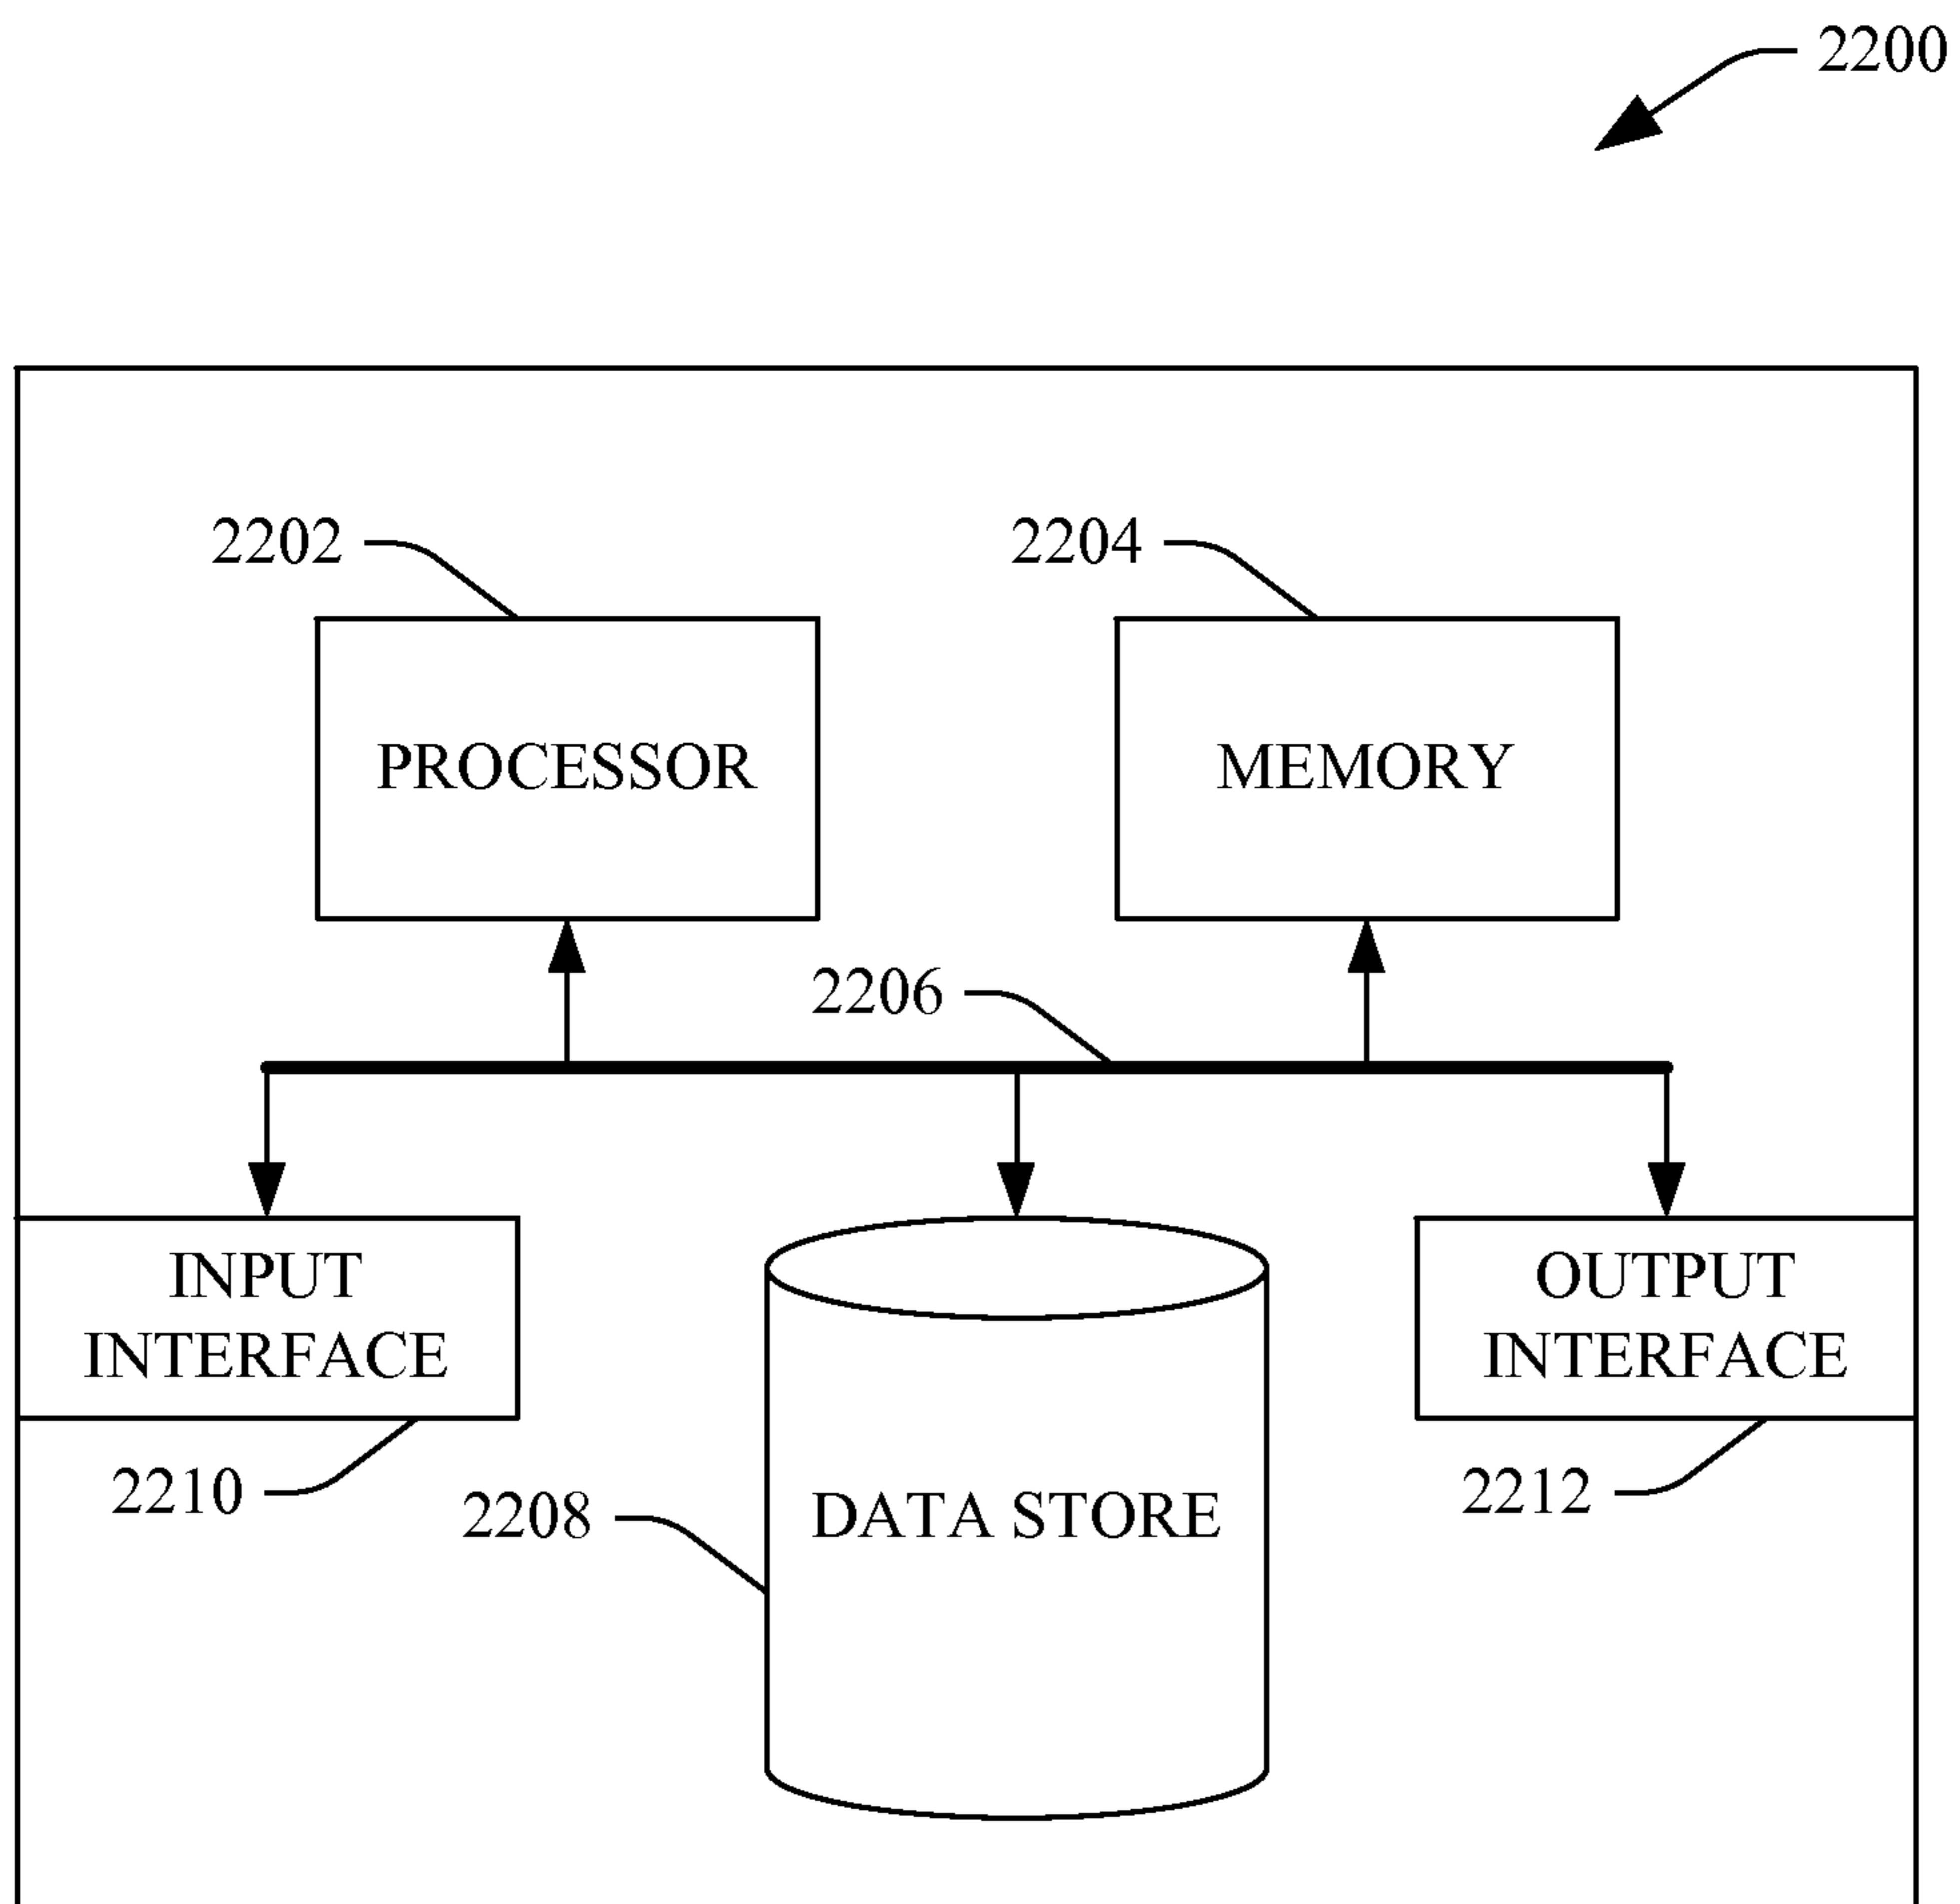 2200
2202
2204
PROCESSOR
MEMORY
2206
INPUT
INTERFACE
OUTPUT
INTERFACE
2210
2208
DATA STORE
2212